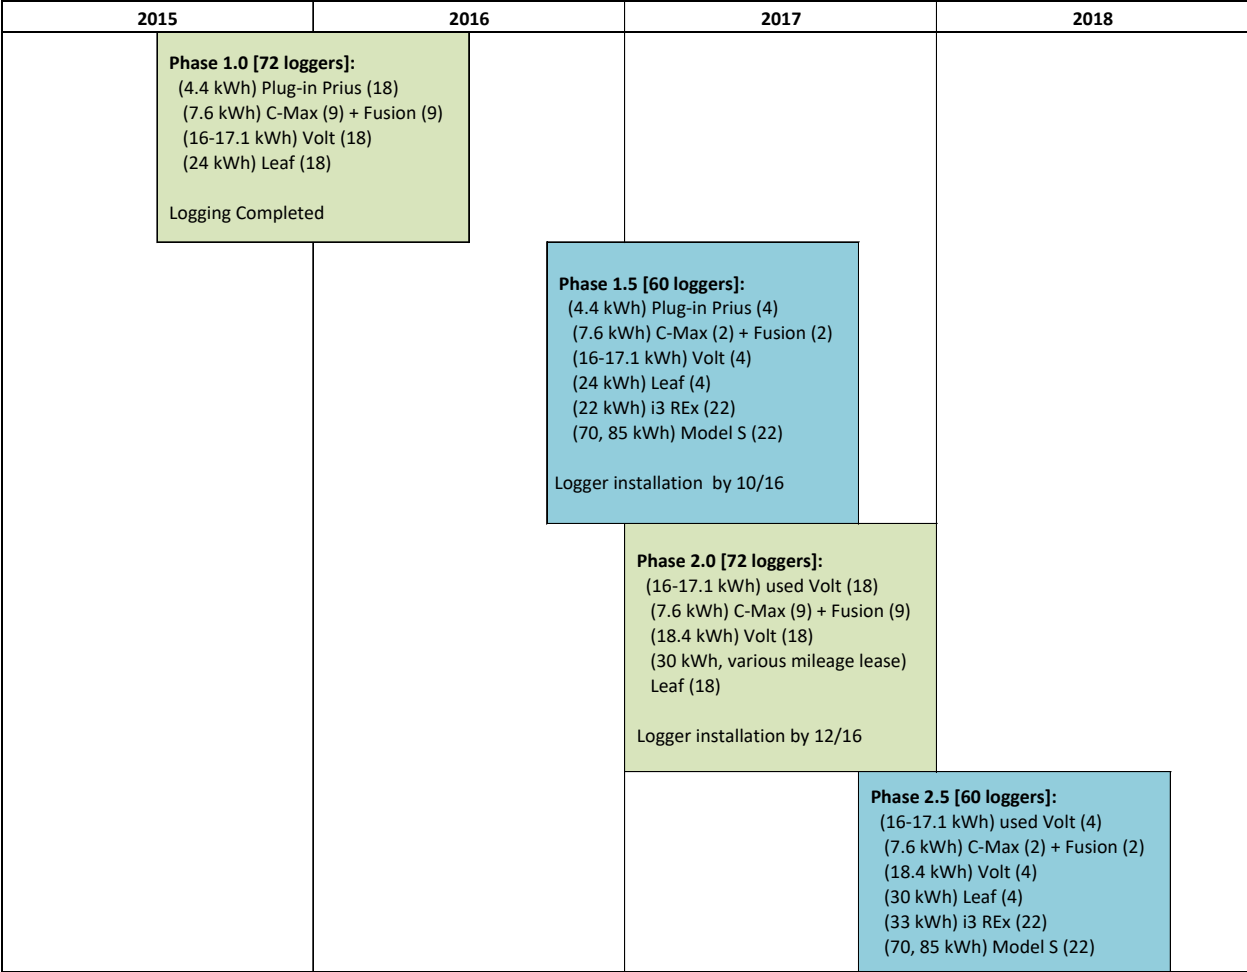 2015 2016 2017 2018
Phase 1.0 [72 loggers]:
(4.4 kWh) Plug-in Prius (18)
(7.6 kWh) C-Max (9) + Fusion (9)
(16-17.1 kWh) Volt (18)
(24 kWh) Leaf (18)
Logging Completed
Phase 1.5 [60 loggers]:
(4.4 kWh) Plug-in Prius (4)
(7.6 kWh) C-Max (2) + Fusion (2)
(16-17.1 kWh) Volt (4)
(24 kWh) Leaf (4)
(22 kWh) i3 REx (22)
(70, 85 kWh) Model S (22)
Logger installation by 10/16
Phase 2.0 [72 loggers]:
(16-17.1 kWh) used Volt (18)
(7.6 kWh) C-Max (9) + Fusion (9)
(18.4 kWh) Volt (18)
(30 kWh, various mileage lease)
Leaf (18)
Logger installation by 12/16
Phase 2.5 [60 loggers]:
(16-17.1 kWh) used Volt (4)
(7.6 kWh) C-Max (2) + Fusion (2)
(18.4 kWh) Volt (4)
(30 kWh) Leaf (4)
(33 kWh) i3 REx (22)
(70, 85 kWh) Model S (22)